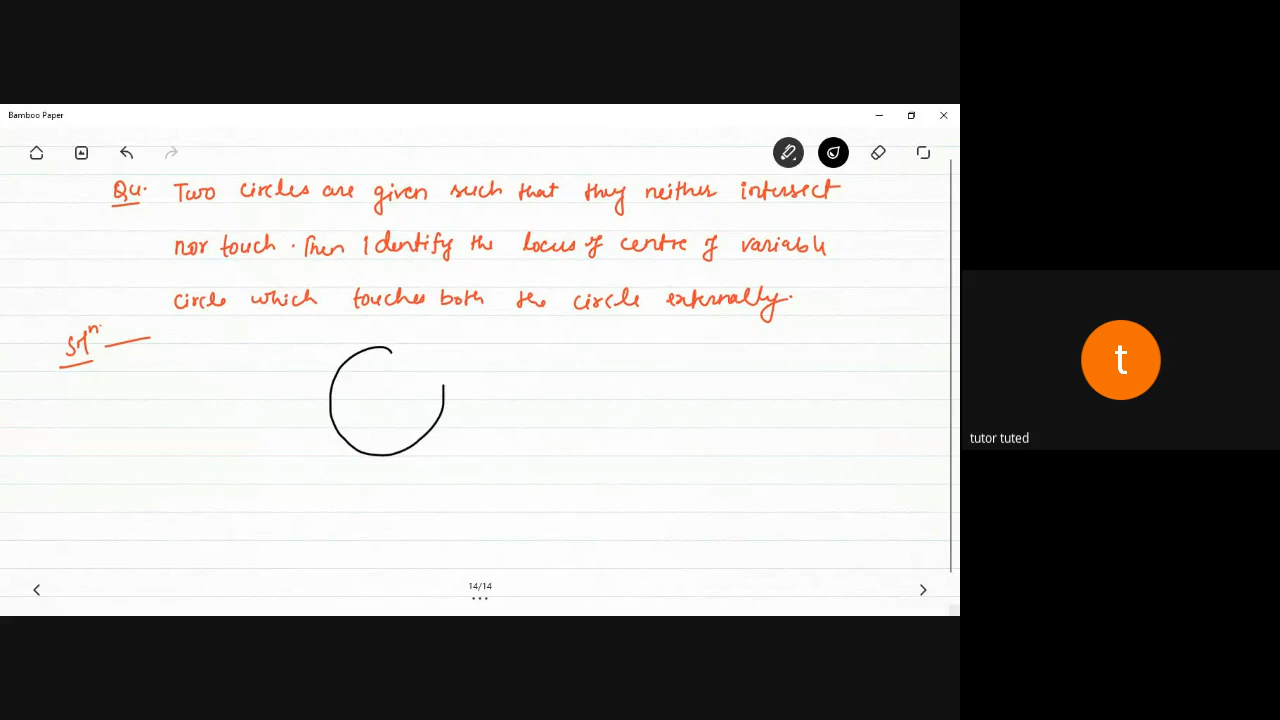 Bamboo Paper
Qu. Two circles are given such that they neither intersect
nor touch. Then Identify the locus of centre of variable
circle which touches both the circle externally.
Solⁿ.
14/14
t
tutor tuted